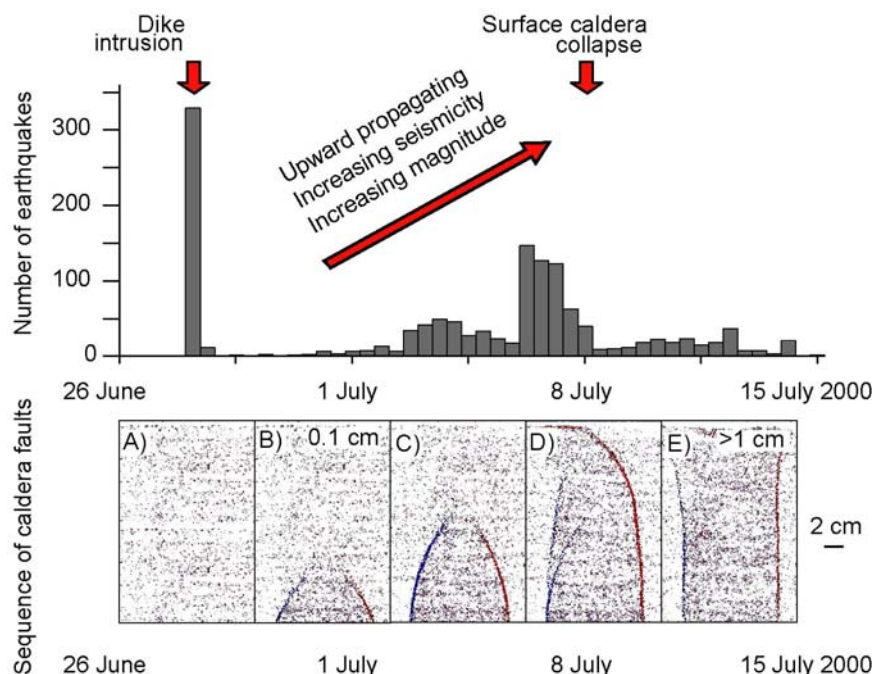 Dike
intrusion
Surface caldera
collapse
Upward propagating
Increasing seismicity
Increasing magnitude
Number of earthquakes
300
200
100
0
26 June
1 July
8 July
15 July 2000
Sequence of caldera faults
A)
B)
0.1 cm
C)
D)
E)
>1 cm
2 cm
26 June
1 July
8 July
15 July 2000